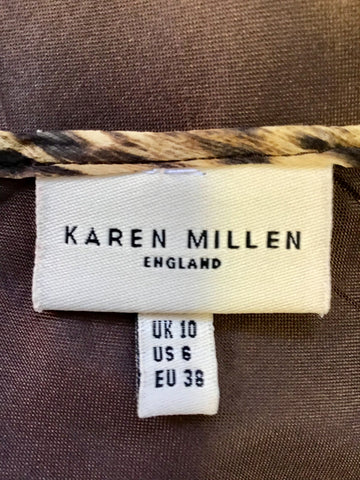 KAREN MILLEN
ENGLAND
UK 10
US 6
EU 38